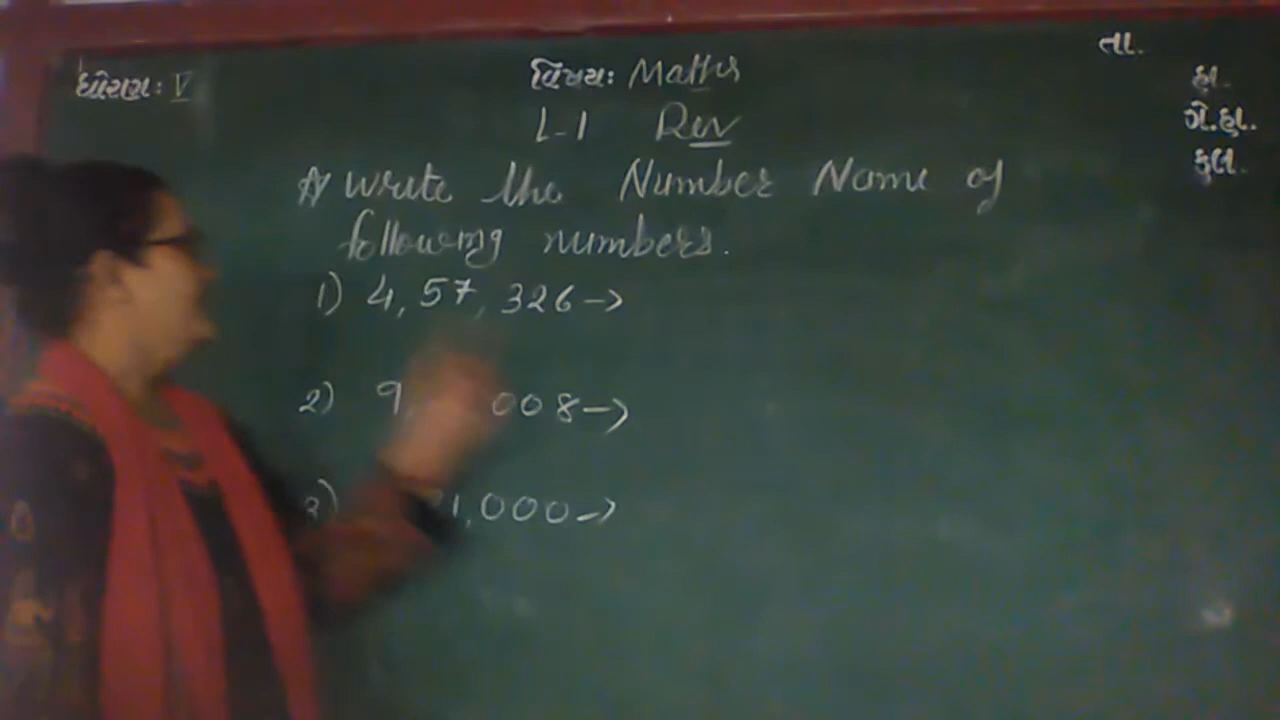 ધોરણ: V
વિષય: Maths
તા.
હા.
ગે.હા.
કુલ.
L-1 Rev
☆ Write the Number Name of
following numbers.
1) 4,57,326→
2) 9, 008→
3) 1,000→